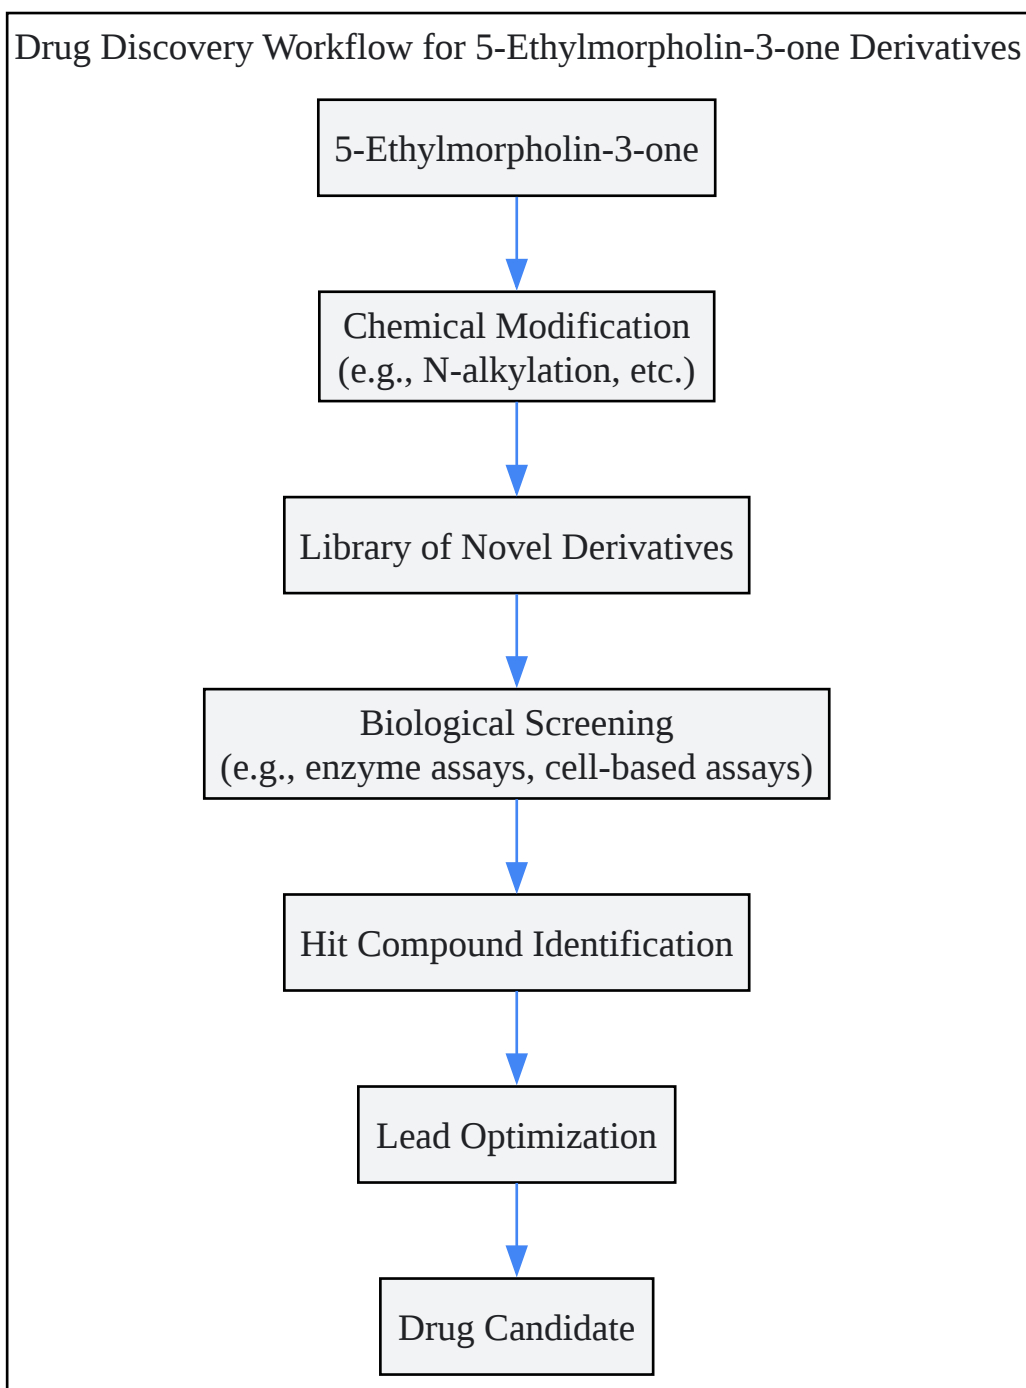 Drug Discovery Workflow for 5-Ethylmorpholin-3-one Derivatives
5-Ethylmorpholin-3-one
Chemical Modification
(e.g., N-alkylation, etc.)
Library of Novel Derivatives
Biological Screening
(e.g., enzyme assays, cell-based assays)
Hit Compound Identification
Lead Optimization
Drug Candidate